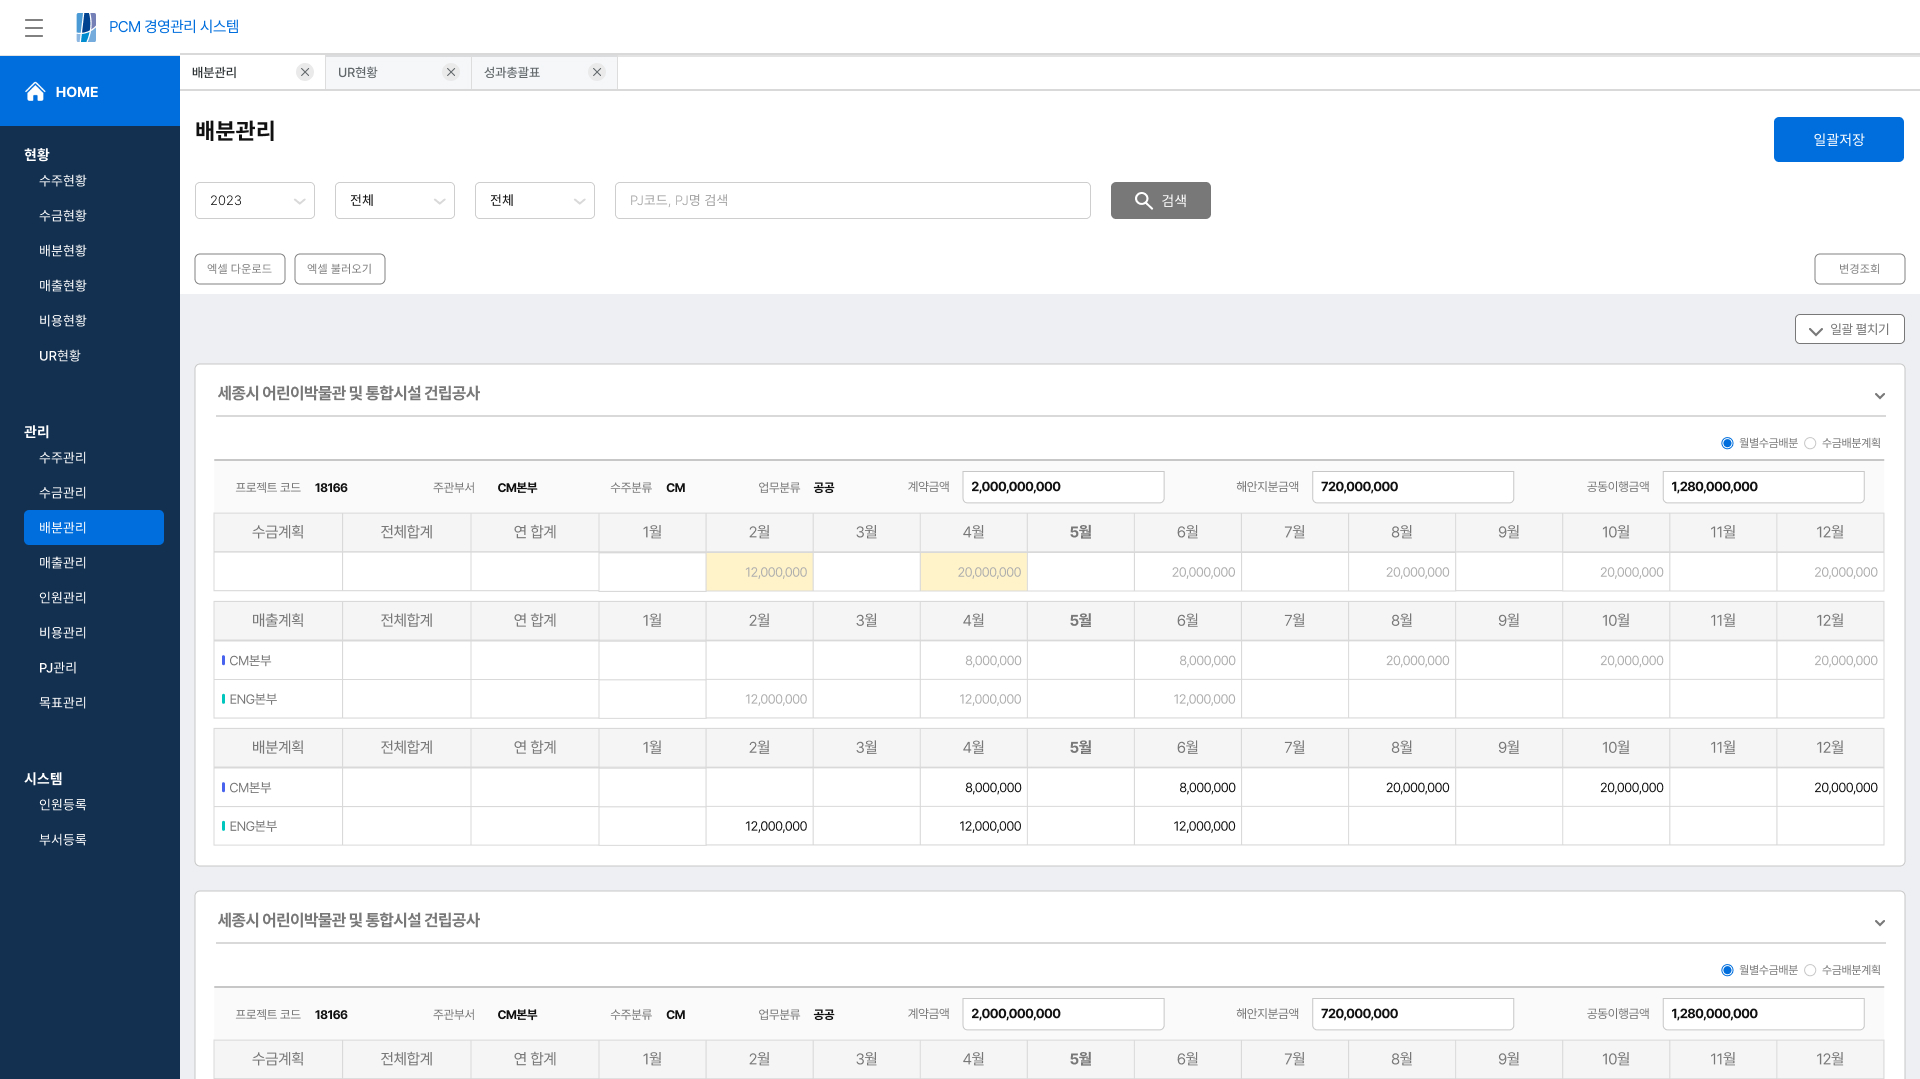 PCM 경영관리 시스템
HOME
배분관리
UR현황
성과총괄표
현황
수주현황
수금현황
배분현황
매출현황
비용현황
UR현황
관리
수주관리
수금관리
배분관리
매출관리
인원관리
비용관리
PJ관리
목표관리
시스템
인원등록
부서등록
배분관리
일괄저장
2023 전체 전체 PJ코드, PJ명 검색 검색
엑셀 다운로드 엑셀 불러오기 변경조회
일괄 펼치기
세종시 어린이박물관 및 통합시설 건립공사
월별수금배분 수금배분계획
프로젝트 코드 18166 주관부서 CM본부 수주분류 CM 업무분류 공공 계약금액 2,000,000,000 해안지분금액 720,000,000 공동이행금액 1,280,000,000
수금계획 전체합계 연 합계 1월 2월 3월 4월 5월 6월 7월 8월 9월 10월 11월 12월
12,000,000 20,000,000 20,000,000 20,000,000 20,000,000 20,000,000
매출계획 전체합계 연 합계 1월 2월 3월 4월 5월 6월 7월 8월 9월 10월 11월 12월
CM본부 8,000,000 8,000,000 20,000,000 20,000,000 20,000,000
ENG본부 12,000,000 12,000,000 12,000,000
배분계획 전체합계 연 합계 1월 2월 3월 4월 5월 6월 7월 8월 9월 10월 11월 12월
CM본부 8,000,000 8,000,000 20,000,000 20,000,000 20,000,000
ENG본부 12,000,000 12,000,000 12,000,000
세종시 어린이박물관 및 통합시설 건립공사
월별수금배분 수금배분계획
프로젝트 코드 18166 주관부서 CM본부 수주분류 CM 업무분류 공공 계약금액 2,000,000,000 해안지분금액 720,000,000 공동이행금액 1,280,000,000
수금계획 전체합계 연 합계 1월 2월 3월 4월 5월 6월 7월 8월 9월 10월 11월 12월